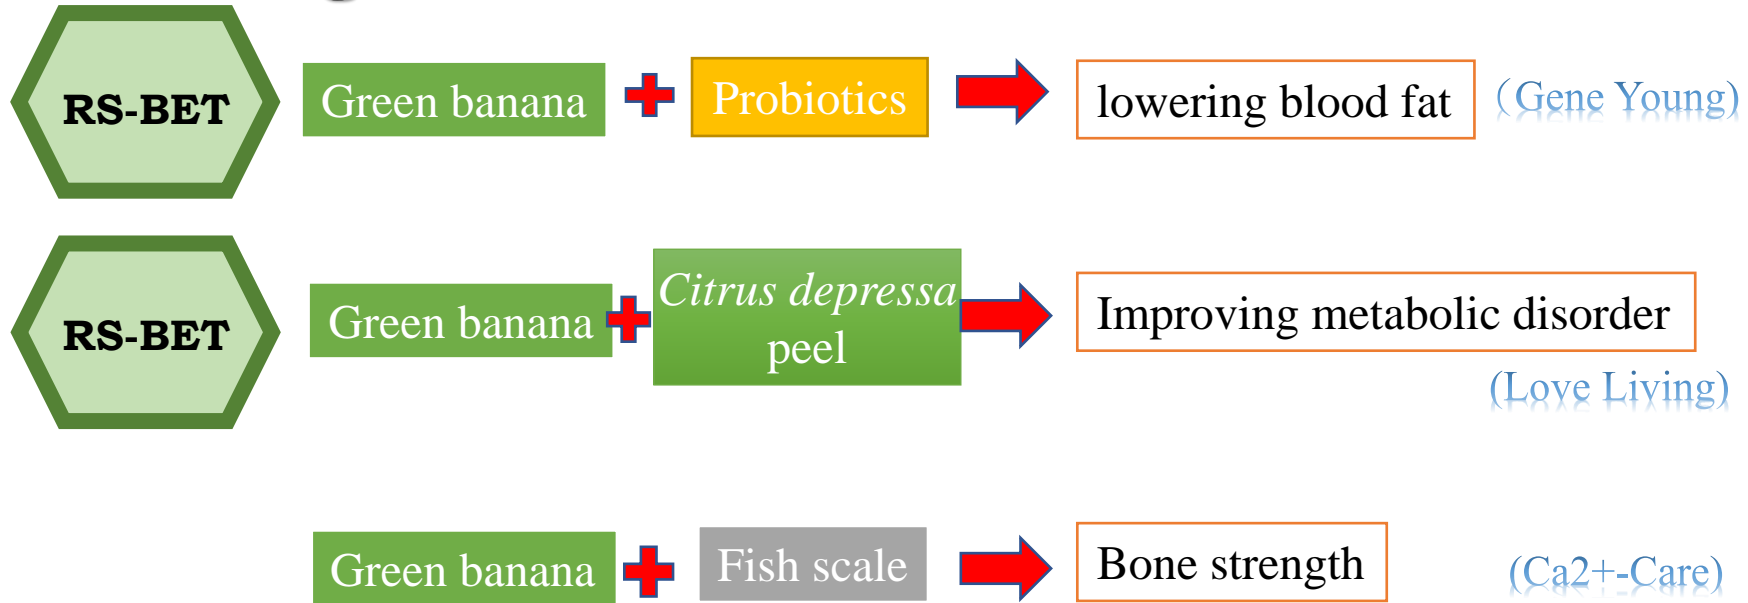 RS-BET
Green banana
Probiotics
lowering blood fat
（Gene Young)
RS-BET
Green banana
Citrus depressa
peel
Improving metabolic disorder
(Love Living)
Green banana
Fish scale
Bone strength
(Ca2+-Care)